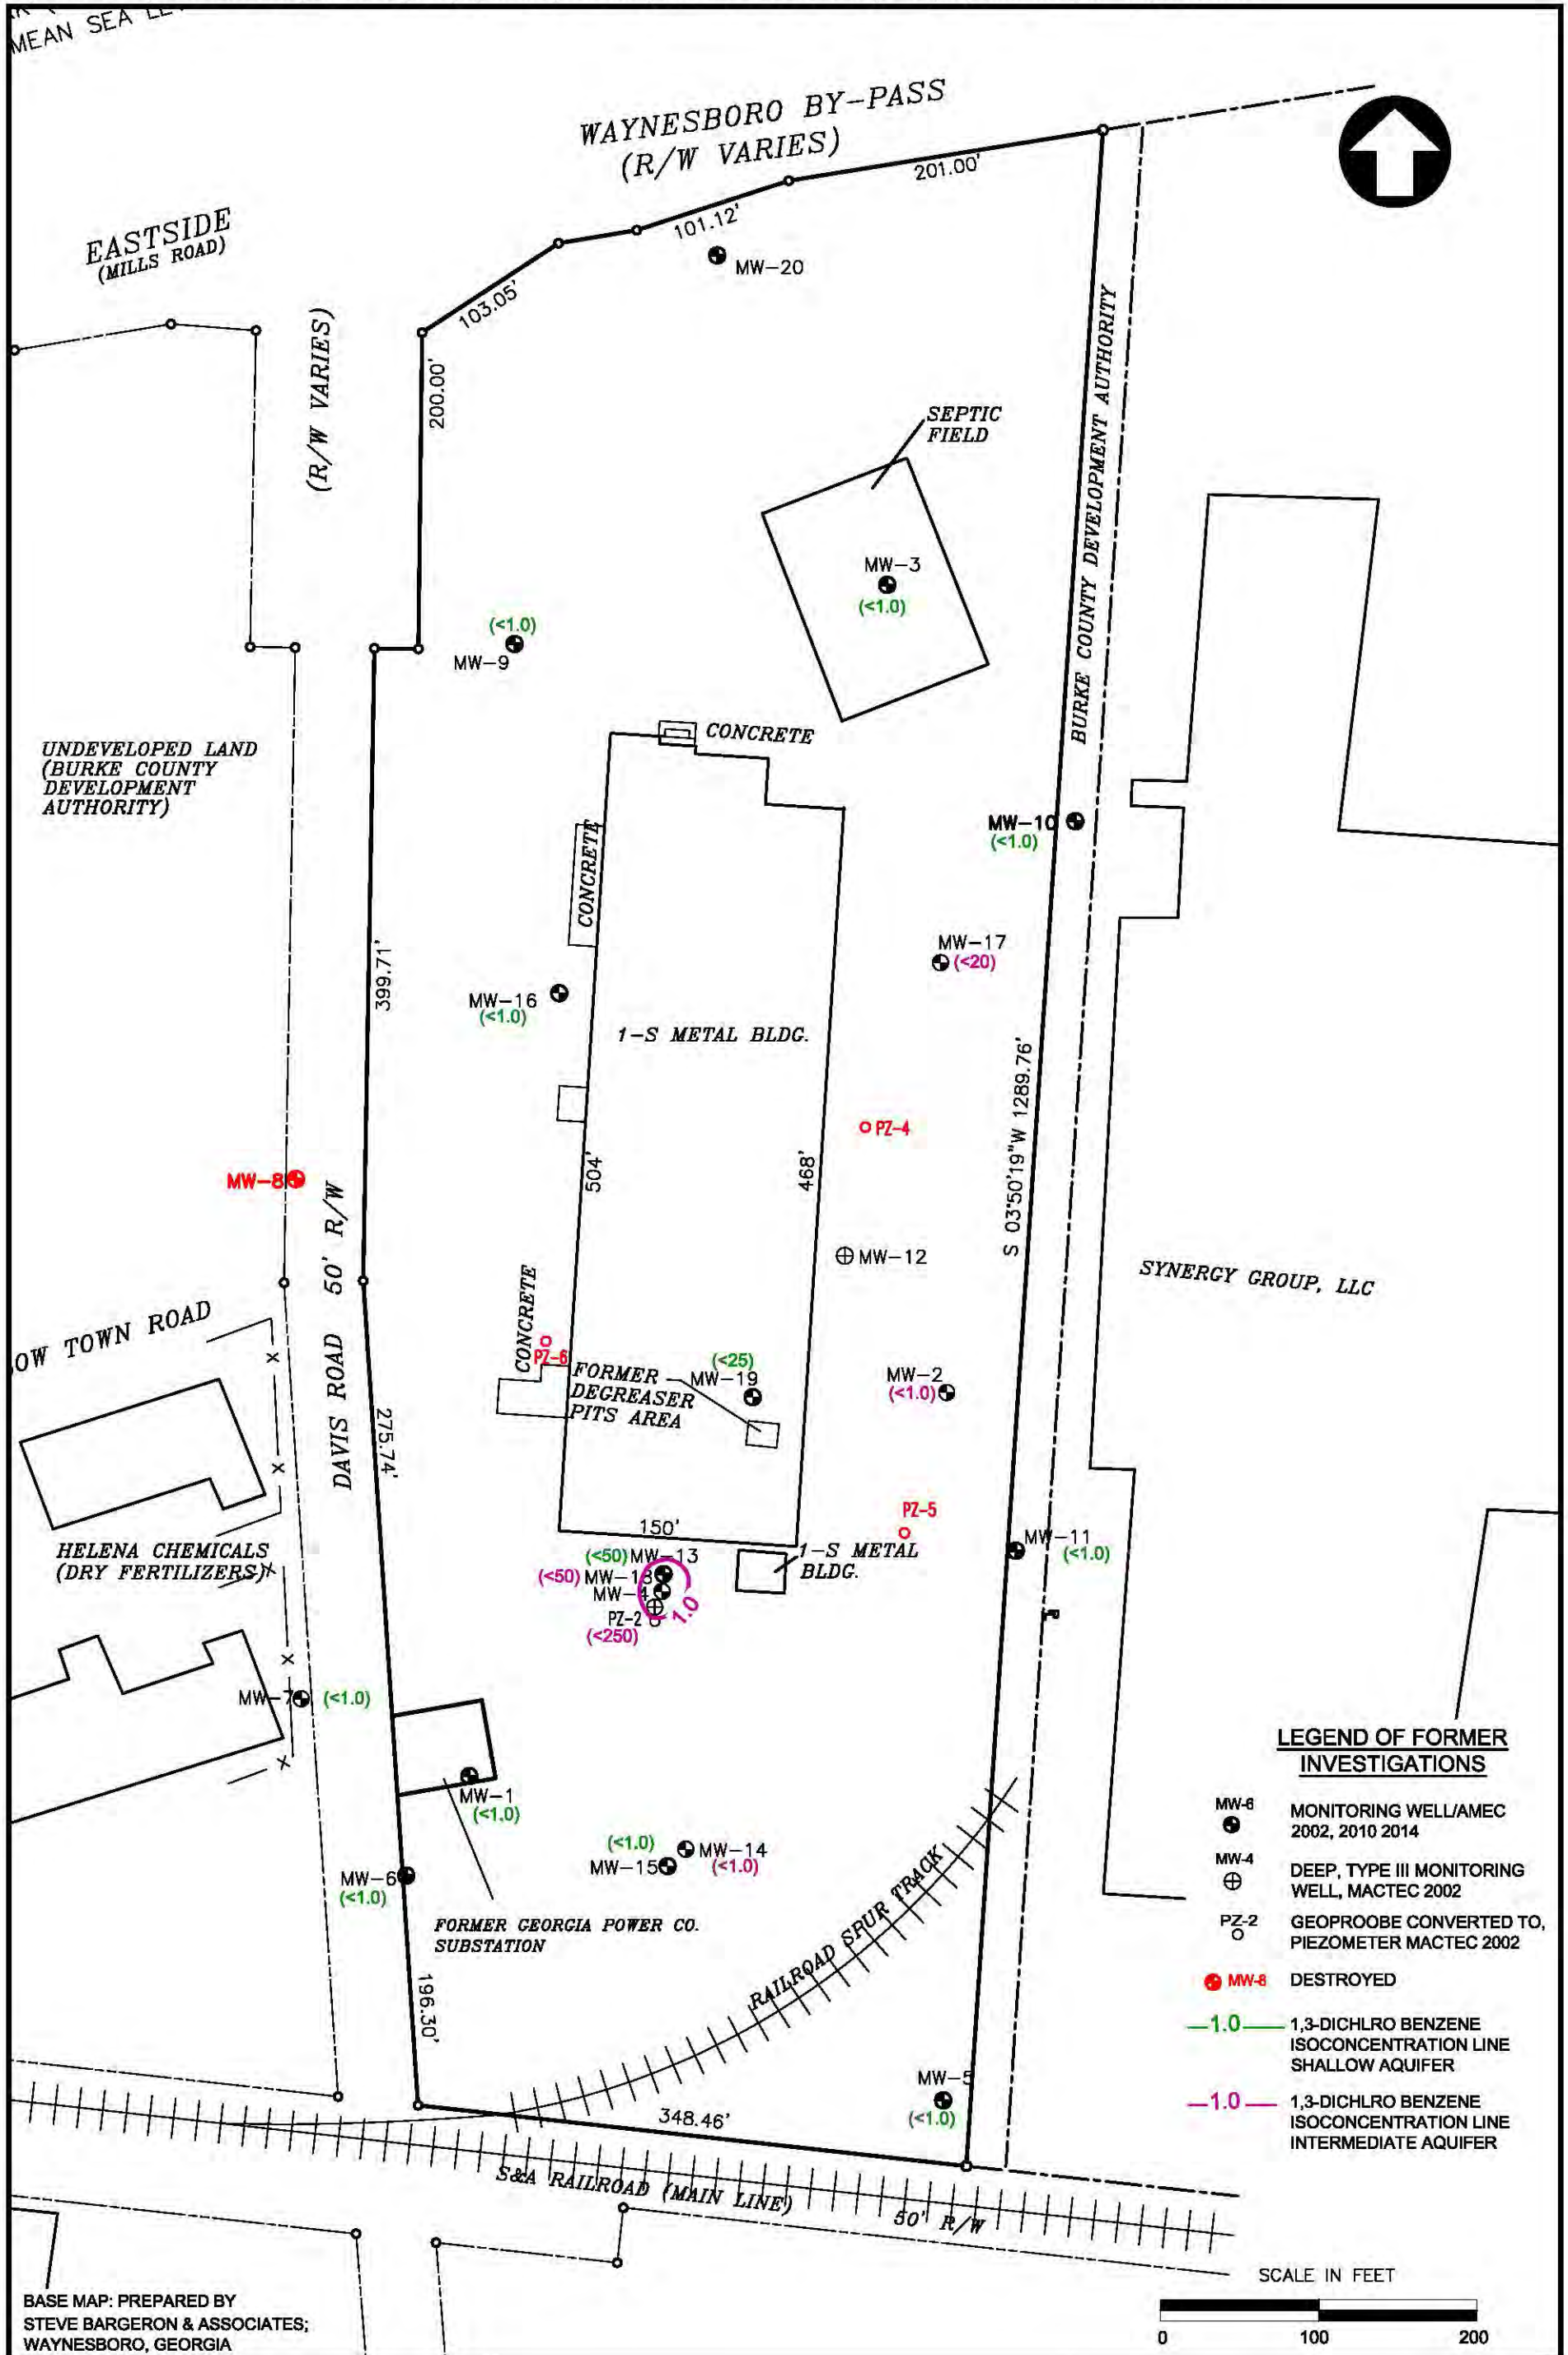 MEAN SEA
WAYNESBORO BY-PASS
(R/W VARIES)
201.00'
101.12'
MW-20
EASTSIDE
(MILLS ROAD)
103.05'
(R/W VARIES)
200.00'
SEPTIC
FIELD
BURKE COUNTY DEVELOPMENT AUTHORITY
MW-3
(<1.0)
(<1.0)
MW-9
CONCRETE
UNDEVELOPED LAND
(BURKE COUNTY
DEVELOPMENT
AUTHORITY)
MW-10
(<1.0)
CONCRETE
399.71'
MW-17
(<20)
MW-16
(<1.0)
1-S METAL BLDG.
S 03°50'19"W 1289.76'
PZ-4
504'
468'
MW-8
DAVIS ROAD 50' R/W
MW-12
SYNERGY GROUP, LLC
OW TOWN ROAD
CONCRETE
PZ-6
FORMER
DEGREASER
PITS AREA
(<25)
MW-19
MW-2
(<1.0)
275.74'
PZ-5
150'
HELENA CHEMICALS
(DRY FERTILIZERS)
X
X
X
X
X
(<50) MW-13
(<50) MW-18
MW-4
PZ-2
(<250)
1.0
1-S METAL
BLDG.
MW-11
(<1.0)
MW-7
(<1.0)
MW-1
(<1.0)
(<1.0)
MW-15
MW-14
(<1.0)
MW-6
(<1.0)
FORMER GEORGIA POWER CO.
SUBSTATION
196.30'
RAILROAD SPUR TRACK
MW-5
(<1.0)
348.46'
S&A RAILROAD (MAIN LINE)
50' R/W
LEGEND OF FORMER
INVESTIGATIONS
MW-6
MONITORING WELL/AMEC
2002, 2010 2014
MW-4
DEEP, TYPE III MONITORING
WELL, MACTEC 2002
PZ-2
GEOPROOBE CONVERTED TO,
PIEZOMETER MACTEC 2002
MW-8 DESTROYED
1.0
1,3-DICHLRO BENZENE
ISOCONCENTRATION LINE
SHALLOW AQUIFER
1.0
1,3-DICHLRO BENZENE
ISOCONCENTRATION LINE
INTERMEDIATE AQUIFER
SCALE IN FEET
0 100 200
BASE MAP: PREPARED BY
STEVE BARGERON & ASSOCIATES;
WAYNESBORO, GEORGIA